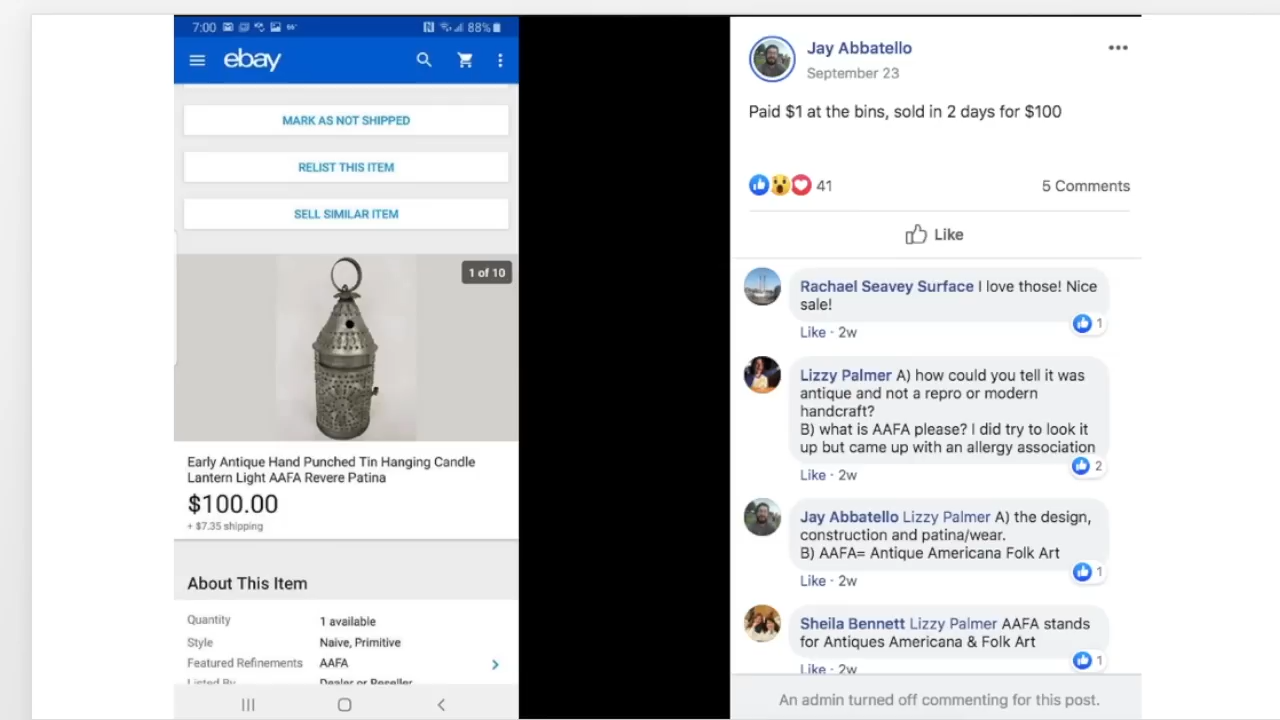 7:00
88%
ebay
MARK AS NOT SHIPPED
RELIST THIS ITEM
SELL SIMILAR ITEM
1 of 10
Early Antique Hand Punched Tin Hanging Candle
Lantern Light AAFA Revere Patina
$100.00
+ $7.35 shipping
About This Item
Quantity 1 available
Style Naive, Primitive
Featured Refinements AAFA
Listed By Dealer or Reseller
Jay Abbatello
September 23
Paid $1 at the bins, sold in 2 days for $100
41
5 Comments
Like
Rachael Seavey Surface I love those! Nice
sale!
1
Like · 2w
Lizzy Palmer A) how could you tell it was
antique and not a repro or modern
handcraft?
B) what is AAFA please? I did try to look it
up but came up with an allergy association
2
Like · 2w
Jay Abbatello Lizzy Palmer A) the design,
construction and patina/wear.
B) AAFA= Antique Americana Folk Art
1
Like · 2w
Sheila Bennett Lizzy Palmer AAFA stands
for Antiques Americana & Folk Art
1
Like · 2w
An admin turned off commenting for this post.